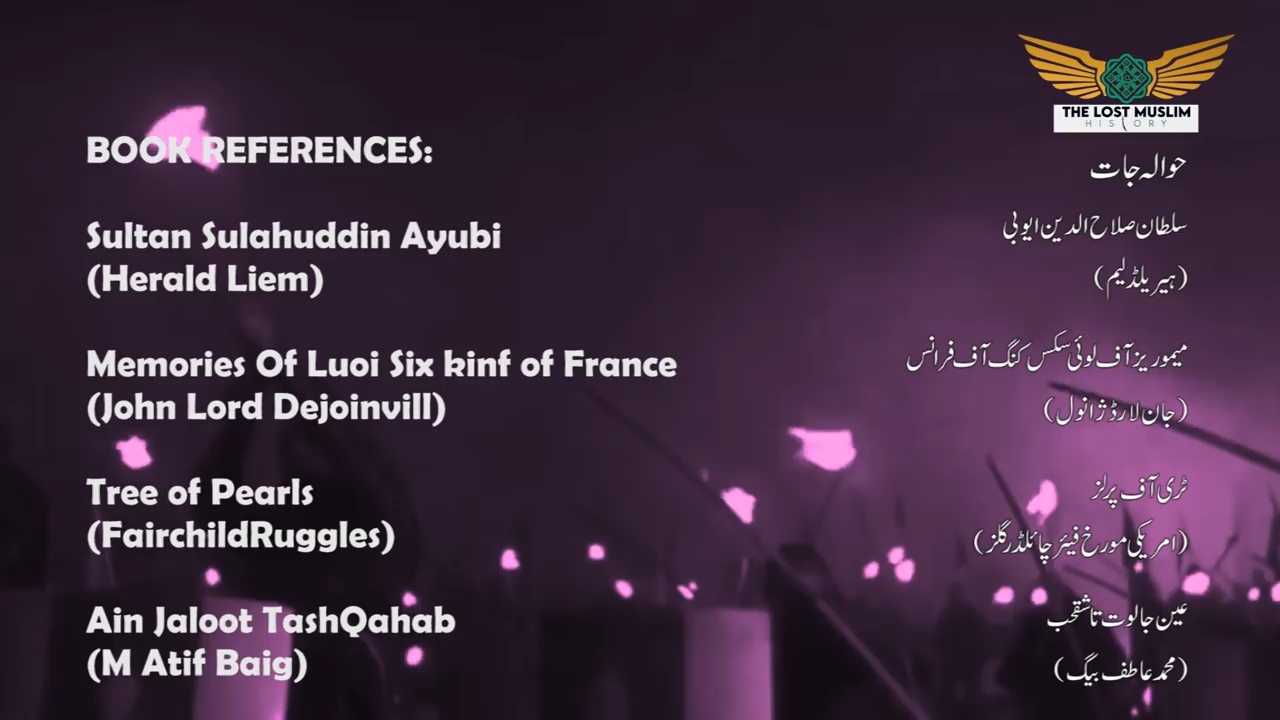 THE LOST MUSLIM
HISTORY
BOOK REFERENCES:
Sultan Sulahuddin Ayubi
(Herald Liem)
Memories Of Luoi Six kinf of France
(John Lord Dejoinvill)
Tree of Pearls
(FairchildRuggles)
Ain Jaloot TashQahab
(M Atif Baig)
حوالہ جات
سلطان صلاح الدین ایوبی
(ہیریلڈ لیم)
میموریز آف لوئی سکس کنگ آف فرانس
(جان لارڈ ژانول)
ٹری آف پرلز
(امریکی مورخ فیئر چائلڈ رگلز)
عین جالوت تا شقحب
(محمد عاطف بیگ)